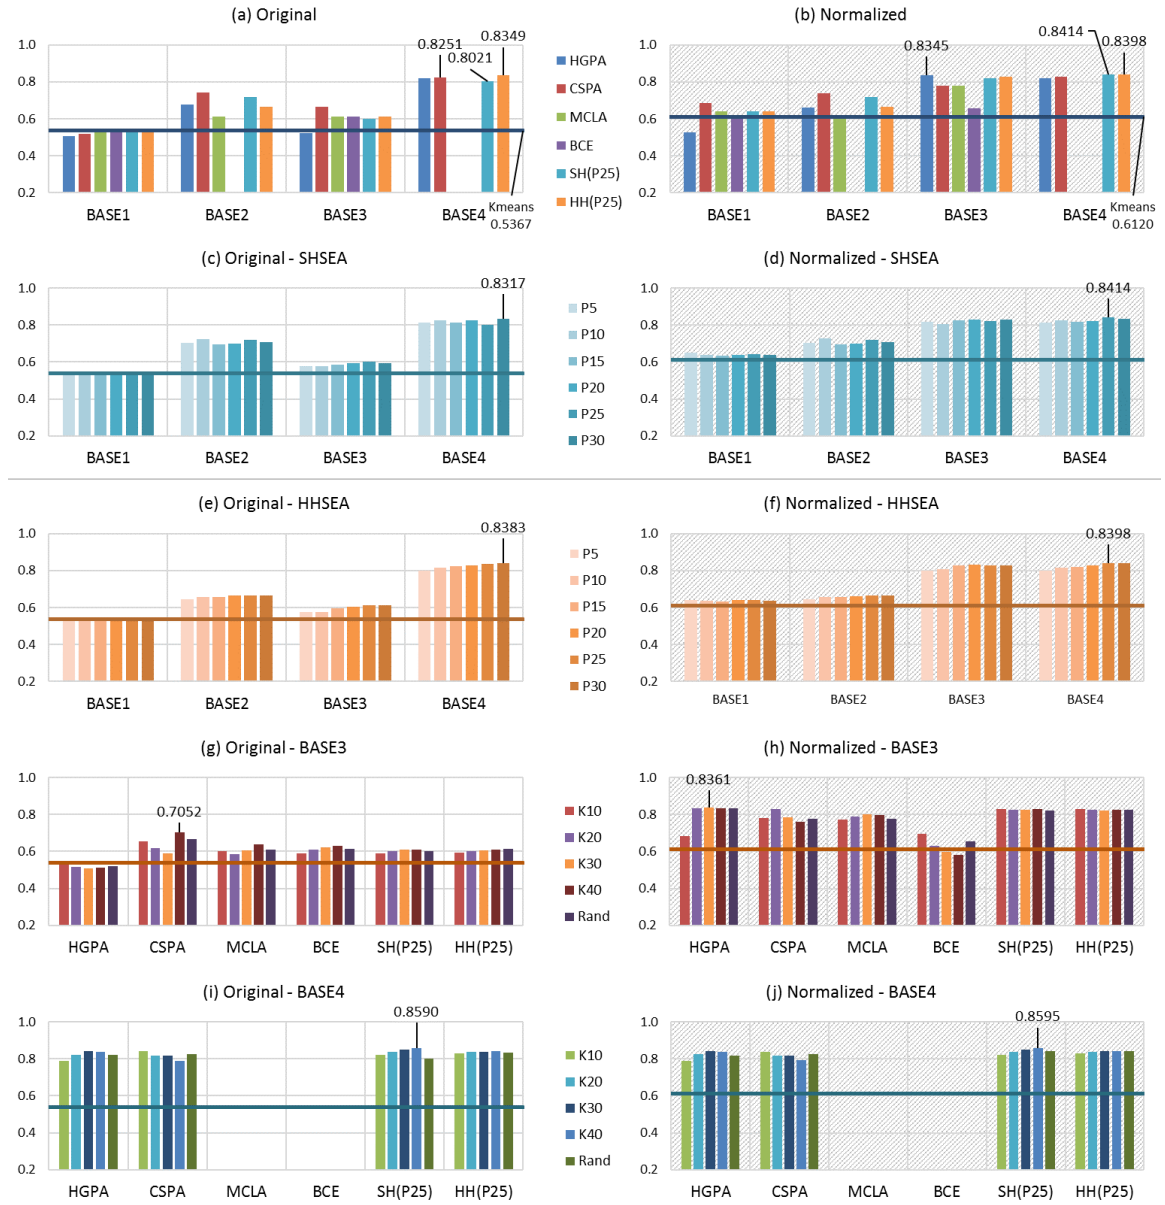 (a) Original
0.8349
0.8251
0.8021
1.0
0.8
0.6
0.4
0.2
BASE1 BASE2 BASE3 BASE4
Kmeans
0.5367
HGPA
CSPA
MCLA
BCE
SH(P25)
HH(P25)
(b) Normalized
0.8414
0.8345
0.8398
1.0
0.8
0.6
0.4
0.2
BASE1 BASE2 BASE3 BASE4
Kmeans
0.6120
(c) Original - SHSEA
0.8317
1.0
0.8
0.6
0.4
0.2
BASE1 BASE2 BASE3 BASE4
P5
P10
P15
P20
P25
P30
(d) Normalized - SHSEA
0.8414
1.0
0.8
0.6
0.4
0.2
BASE1 BASE2 BASE3 BASE4
(e) Original - HHSEA
0.8383
1.0
0.8
0.6
0.4
0.2
BASE1 BASE2 BASE3 BASE4
P5
P10
P15
P20
P25
P30
(f) Normalized - HHSEA
0.8398
1.0
0.8
0.6
0.4
0.2
BASE1 BASE2 BASE3 BASE4
(g) Original - BASE3
0.7052
1.0
0.8
0.6
0.4
0.2
HGPA CSPA MCLA BCE SH(P25) HH(P25)
K10
K20
K30
K40
Rand
(h) Normalized - BASE3
0.8361
1.0
0.8
0.6
0.4
0.2
HGPA CSPA MCLA BCE SH(P25) HH(P25)
(i) Original - BASE4
0.8590
1.0
0.8
0.6
0.4
0.2
HGPA CSPA MCLA BCE SH(P25) HH(P25)
K10
K20
K30
K40
Rand
(j) Normalized - BASE4
0.8595
1.0
0.8
0.6
0.4
0.2
HGPA CSPA MCLA BCE SH(P25) HH(P25)